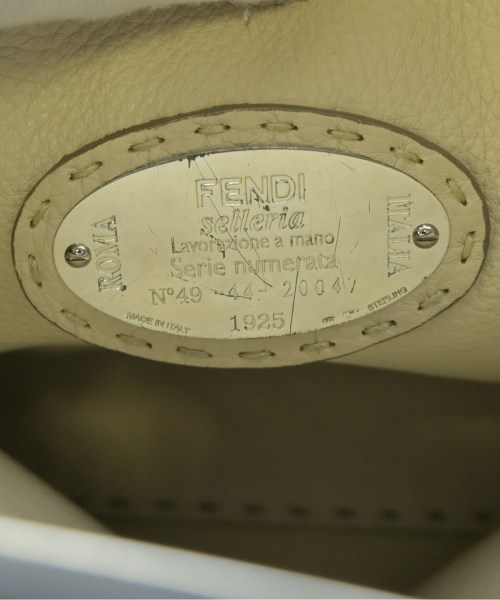 FENDI
selleria
Lavorazione a mano
Serie numerata
N°49 -44- 20047
1925
ROMA
ITALIA
MADE IN ITALY
STERLING